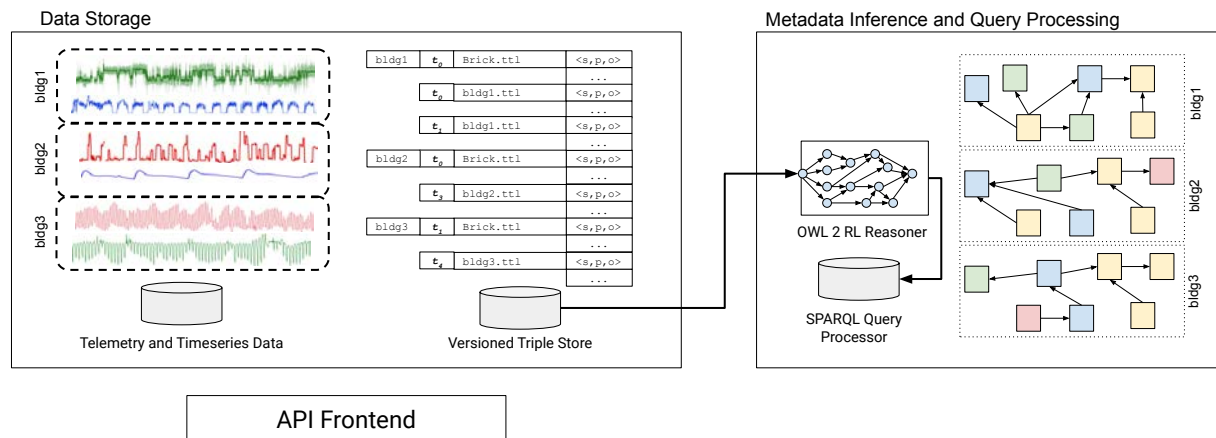 Data Storage
bldg1
bldg2
bldg3
Telemetry and Timeseries Data
bldg1 t0 Brick.ttl <s,p,o>
...
t0 bldg1.ttl <s,p,o>
...
t1 bldg1.ttl <s,p,o>
...
bldg2 t0 Brick.ttl <s,p,o>
...
t3 bldg2.ttl <s,p,o>
...
bldg3 t1 Brick.ttl <s,p,o>
...
t4 bldg3.ttl <s,p,o>
...
Versioned Triple Store
Metadata Inference and Query Processing
OWL 2 RL Reasoner
SPARQL Query
Processor
bldg1
bldg2
bldg3
API Frontend